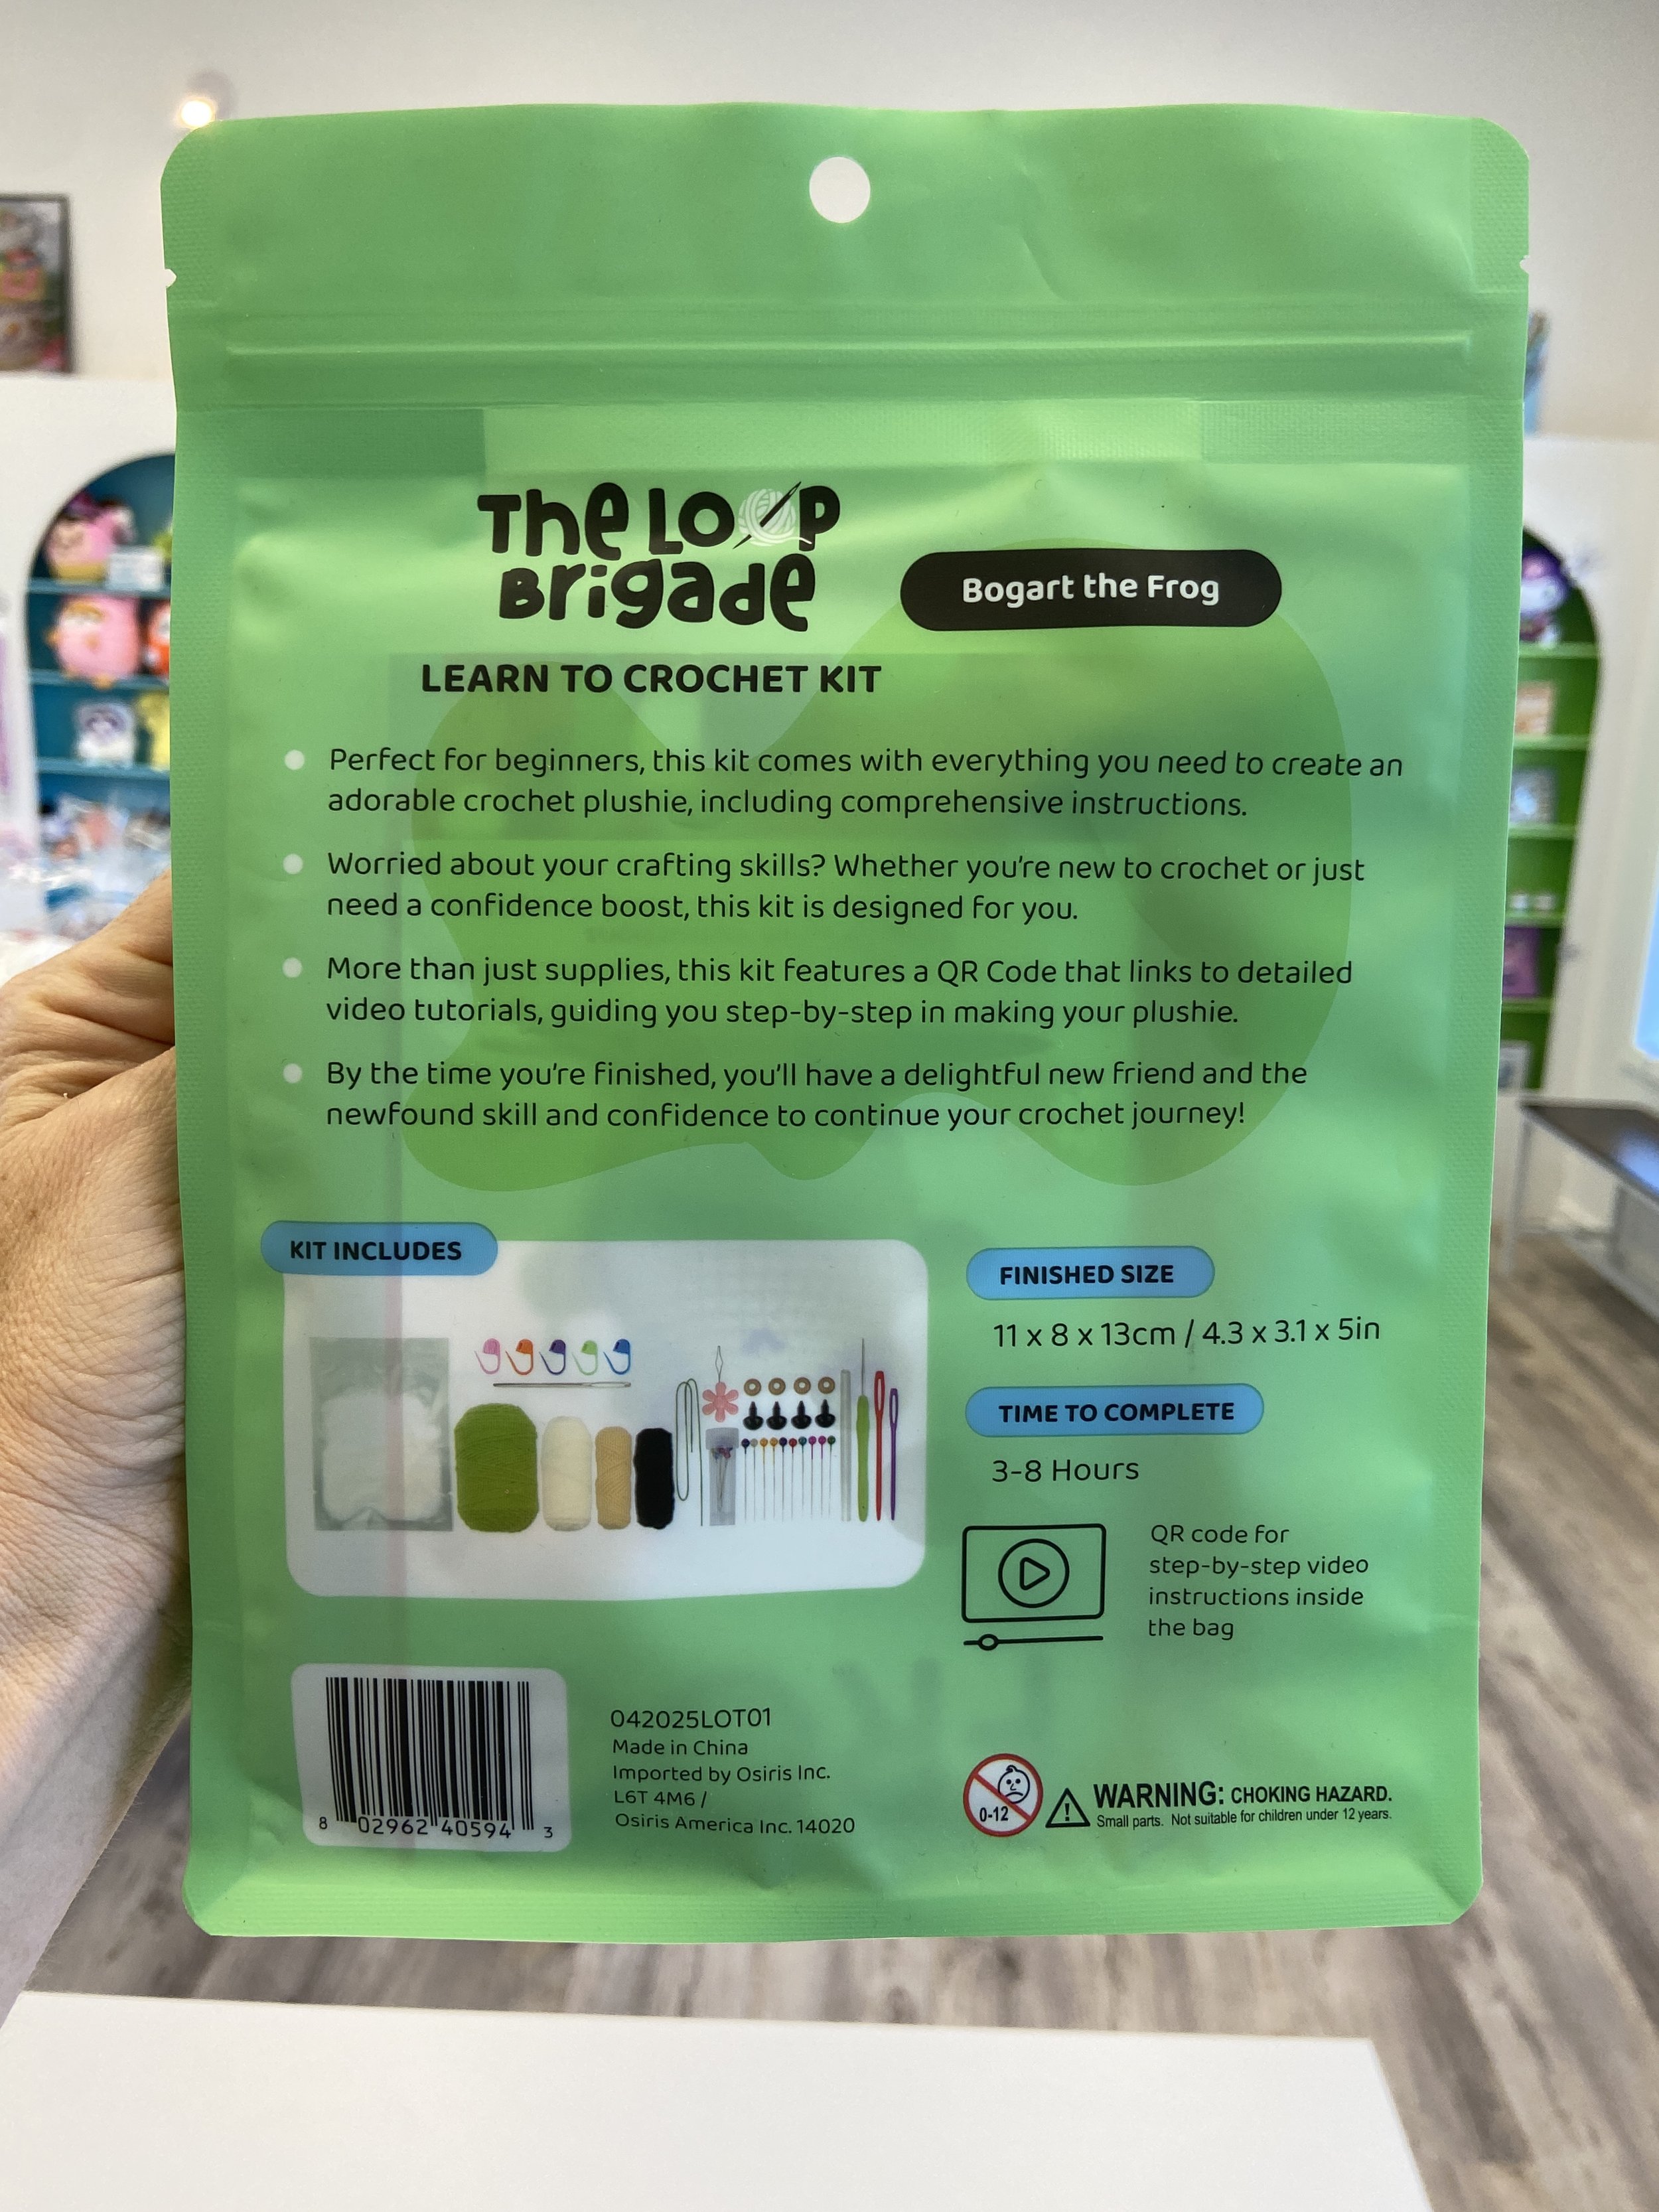 The Loop
Brigade
Bogart the Frog
LEARN TO CROCHET KIT
Perfect for beginners, this kit comes with everything you need to create an
adorable crochet plushie, including comprehensive instructions.
Worried about your crafting skills? Whether you're new to crochet or just
need a confidence boost, this kit is designed for you.
More than just supplies, this kit features a QR Code that links to detailed
video tutorials, guiding you step-by-step in making your plushie.
By the time you're finished, you'll have a delightful new friend and the
newfound skill and confidence to continue your crochet journey!
KIT INCLUDES
FINISHED SIZE
11 x 8 x 13cm / 4.3 x 3.1 x 5in
TIME TO COMPLETE
3-8 Hours
QR code for
step-by-step video
instructions inside
the bag
8 02962 40594 3
042025LOT01
Made in China
Imported by Osiris Inc.
L6T 4M6 /
Osiris America Inc. 14020
0-12
WARNING: CHOKING HAZARD.
Small parts. Not suitable for children under 12 years.